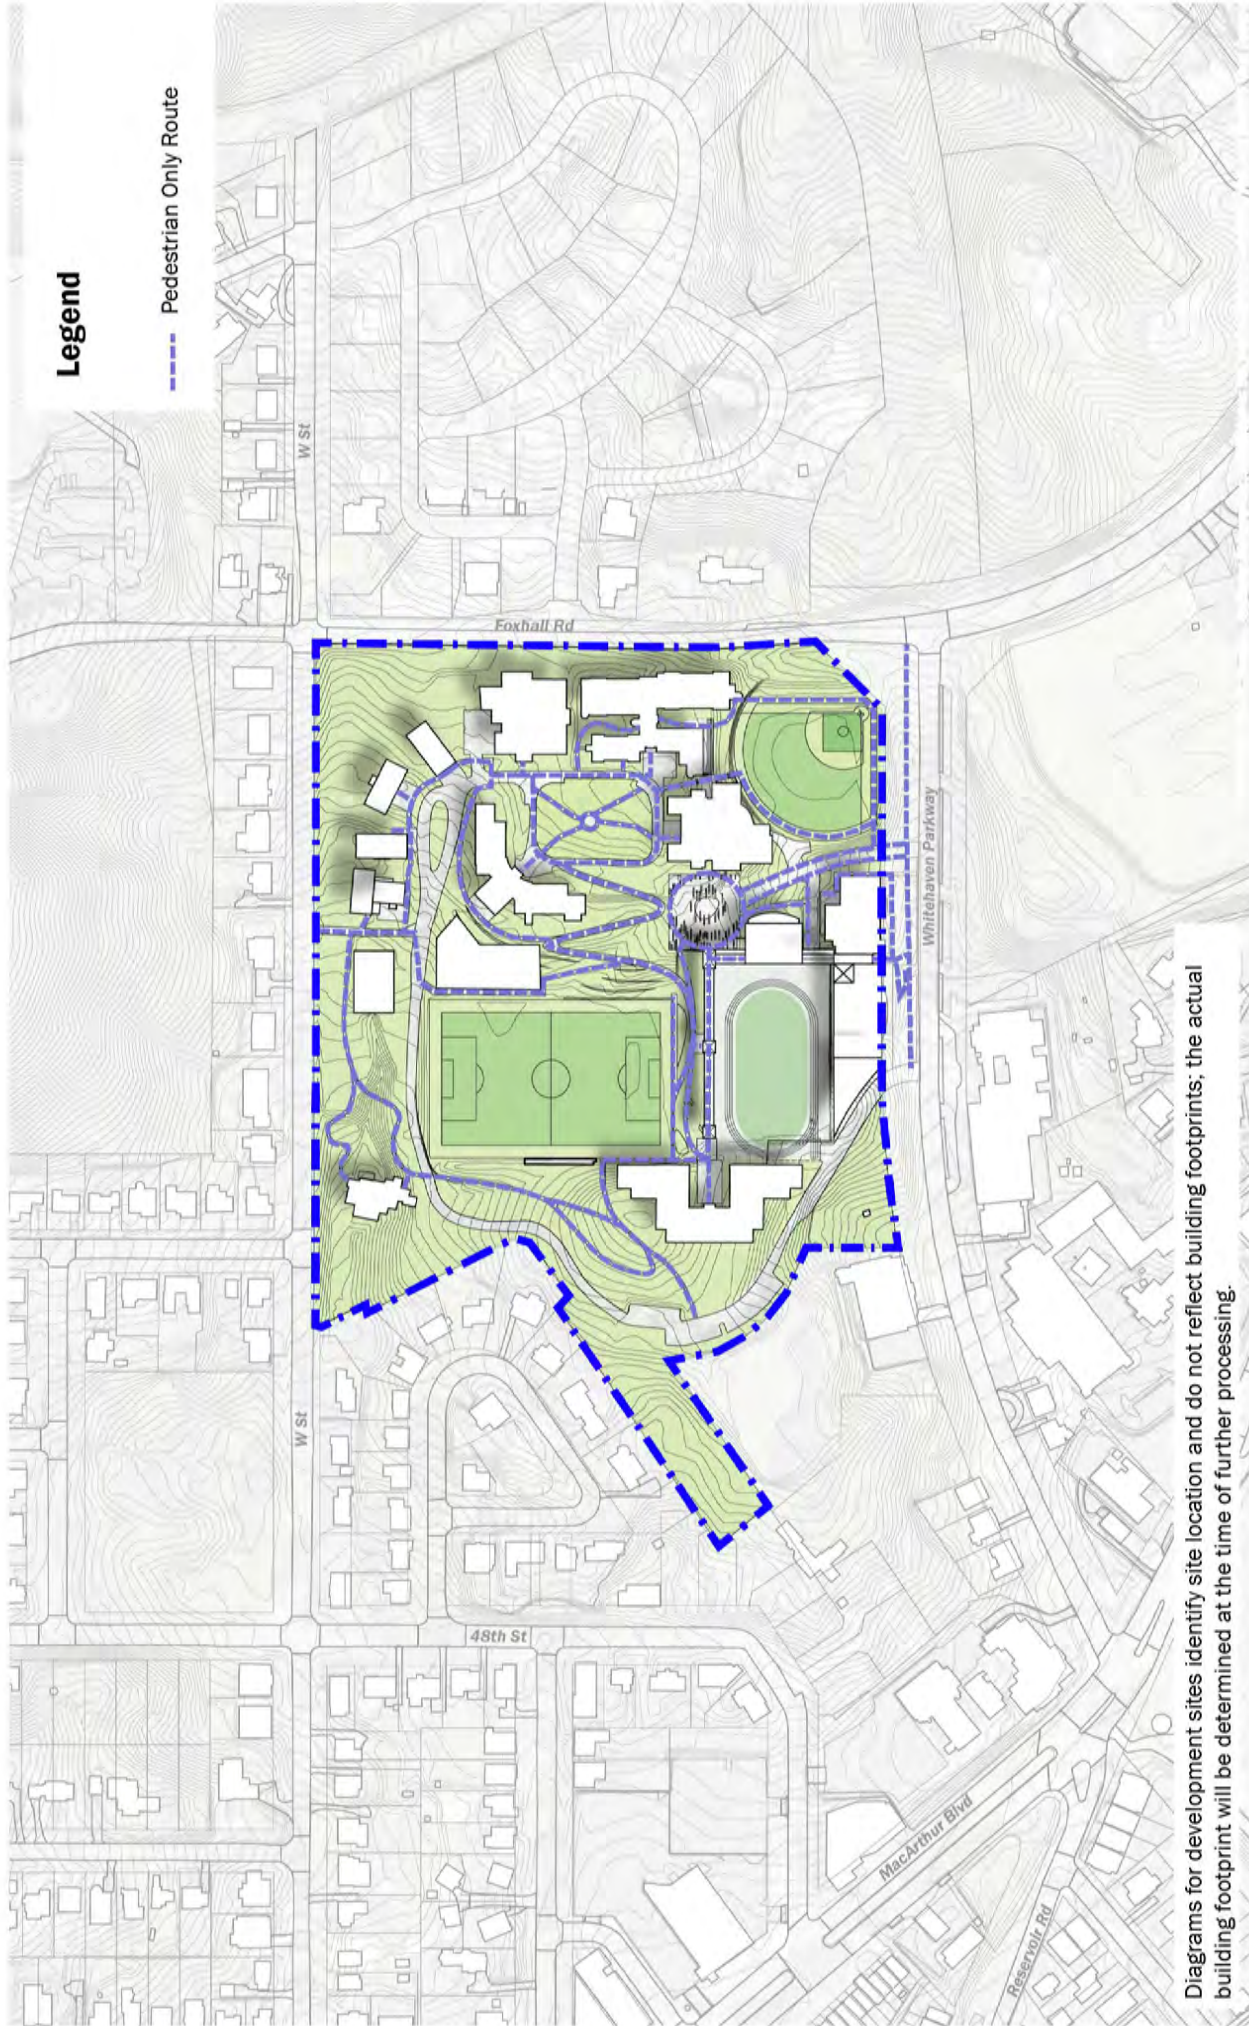 Legend
Pedestrian Only Route
W St
Foxhall Rd
Whitehaven Parkway
W St
48th St
MacArthur Blvd
Reservoir Rd
Diagrams for development sites identify site location and do not reflect building footprints; the actual
building footprint will be determined at the time of further processing.